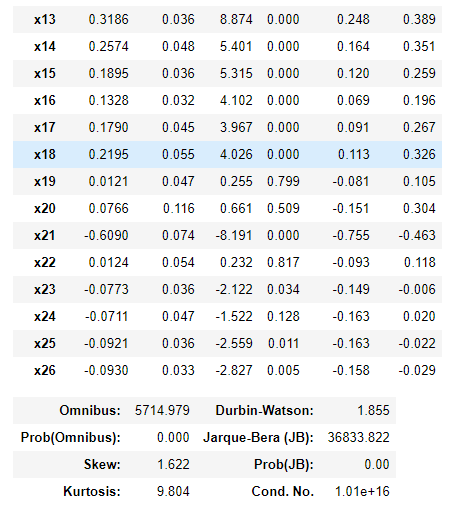 x13 0.3186 0.036 8.874 0.000 0.248 0.389
x14 0.2574 0.048 5.401 0.000 0.164 0.351
x15 0.1895 0.036 5.315 0.000 0.120 0.259
x16 0.1328 0.032 4.102 0.000 0.069 0.196
x17 0.1790 0.045 3.967 0.000 0.091 0.267
x18 0.2195 0.055 4.026 0.000 0.113 0.326
x19 0.0121 0.047 0.255 0.799 -0.081 0.105
x20 0.0766 0.116 0.661 0.509 -0.151 0.304
x21 -0.6090 0.074 -8.191 0.000 -0.755 -0.463
x22 0.0124 0.054 0.232 0.817 -0.093 0.118
x23 -0.0773 0.036 -2.122 0.034 -0.149 -0.006
x24 -0.0711 0.047 -1.522 0.128 -0.163 0.020
x25 -0.0921 0.036 -2.559 0.011 -0.163 -0.022
x26 -0.0930 0.033 -2.827 0.005 -0.158 -0.029
Omnibus: 5714.979 Durbin-Watson: 1.855
Prob(Omnibus): 0.000 Jarque-Bera (JB): 36833.822
Skew: 1.622 Prob(JB): 0.00
Kurtosis: 9.804 Cond. No. 1.01e+16